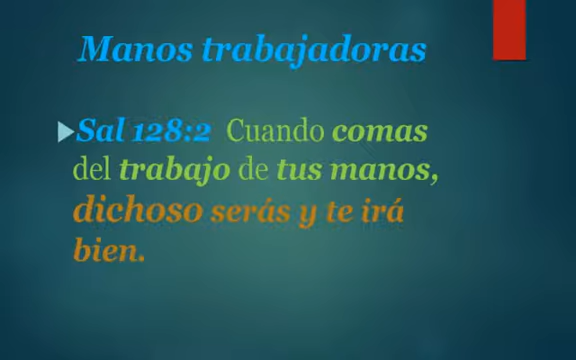 Manos trabajadoras
Sal 128:2 Cuando comas
del trabajo de tus manos,
dichoso serás y te irá
bien.